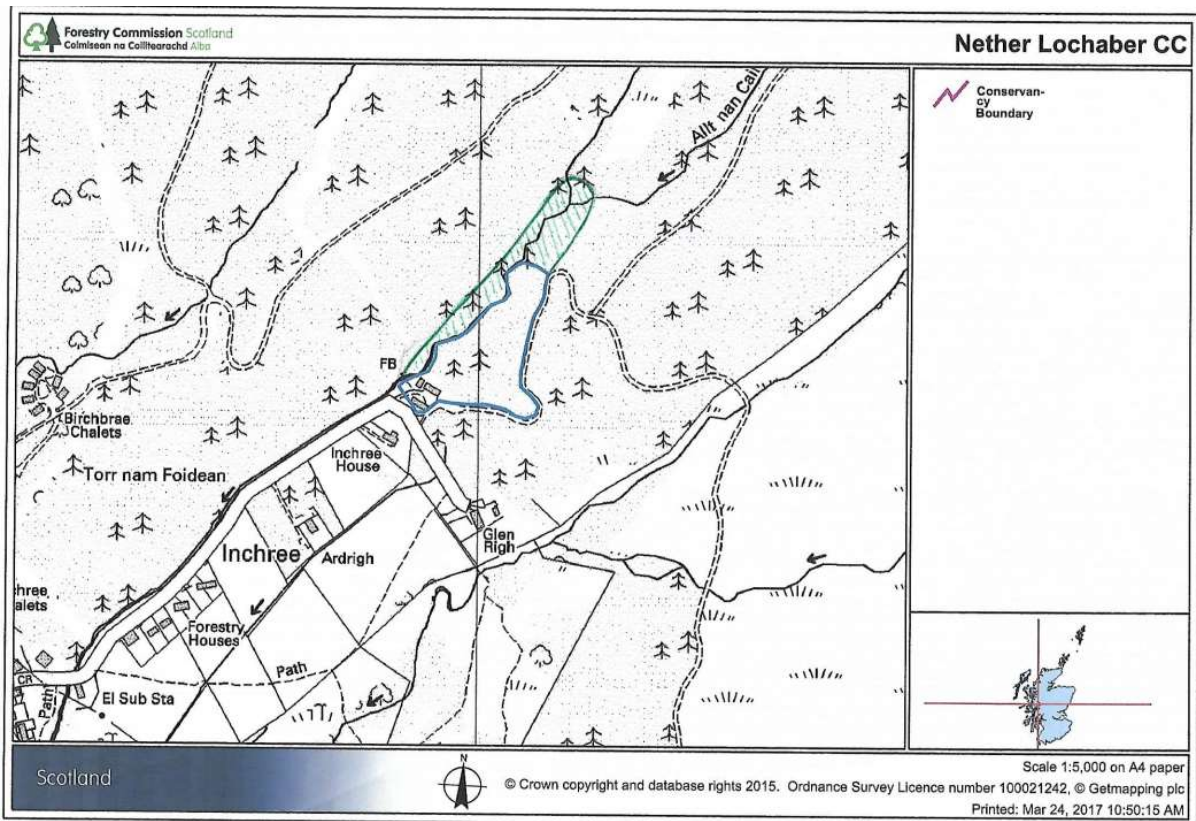 Forestry Commission Scotland
Coimisean na Coilltearachd Alba
Nether Lochaber CC
Conservan-
cy
Boundary
Allt nan
FB
Birchbrae
Chalets
Torr nam Foidean
Inchree
House
Glen
Righ
Inchree
Ardrigh
Forestry
Houses
Path
CR
Path
El Sub Sta
Scotland
N
Scale 1:5,000 on A4 paper
© Crown copyright and database rights 2015. Ordnance Survey Licence number 100021242, © Getmapping plc
Printed: Mar 24, 2017 10:50:15 AM